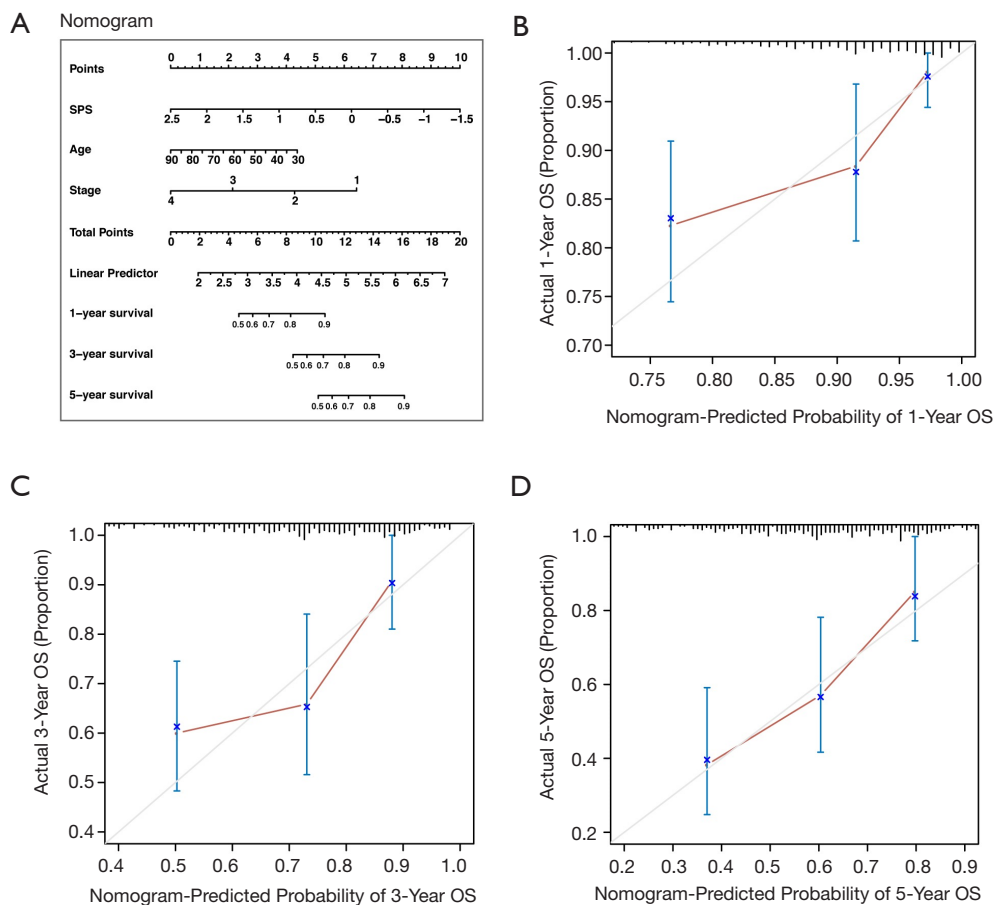 A
Nomogram
Points
0 1 2 3 4 5 6 7 8 9 10
SPS
2.5 2 1.5 1 0.5 0 −0.5 −1 −1.5
Age
90 80 70 60 50 40 30
3 1
Stage
4 2
Total Points
0 2 4 6 8 10 12 14 16 18 20
Linear Predictor
2 2.5 3 3.5 4 4.5 5 5.5 6 6.5 7
1−year survival
0.5 0.6 0.7 0.8 0.9
3−year survival
0.5 0.6 0.7 0.8 0.9
5−year survival
0.5 0.6 0.7 0.8 0.9
B
Actual 1-Year OS (Proportion)
1.00
0.95
0.90
0.85
0.80
0.75
0.70
0.75 0.80 0.85 0.90 0.95 1.00
Nomogram-Predicted Probability of 1-Year OS
C
Actual 3-Year OS (Proportion)
1.0
0.9
0.8
0.7
0.6
0.5
0.4
0.4 0.5 0.6 0.7 0.8 0.9 1.0
Nomogram-Predicted Probability of 3-Year OS
D
Actual 5-Year OS (Proportion)
1.0
0.8
0.6
0.4
0.2
0.2 0.3 0.4 0.5 0.6 0.7 0.8 0.9
Nomogram-Predicted Probability of 5-Year OS